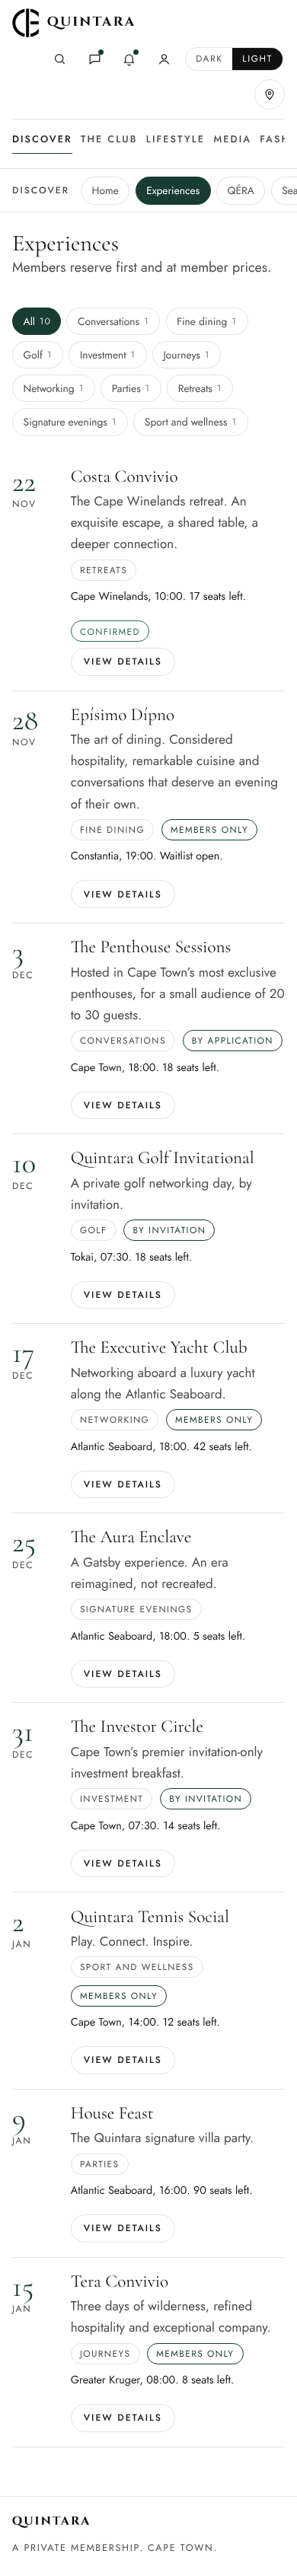 QUINTARA
DARK LIGHT
DISCOVER THE CLUB LIFESTYLE MEDIA FASH
DISCOVER Home Experiences QÉRA Sea
Experiences
Members reserve first and at member prices.
All 10 Conversations 1 Fine dining 1
Golf 1 Investment 1 Journeys 1
Networking 1 Parties 1 Retreats 1
Signature evenings 1 Sport and wellness 1
22
NOV
Costa Convivio
The Cape Winelands retreat. An
exquisite escape, a shared table, a
deeper connection.
RETREATS
Cape Winelands, 10:00. 17 seats left.
CONFIRMED
VIEW DETAILS
28
NOV
Epísimo Dípno
The art of dining. Considered
hospitality, remarkable cuisine and
conversations that deserve an evening
of their own.
FINE DINING MEMBERS ONLY
Constantia, 19:00. Waitlist open.
VIEW DETAILS
3
DEC
The Penthouse Sessions
Hosted in Cape Town's most exclusive
penthouses, for a small audience of 20
to 30 guests.
CONVERSATIONS BY APPLICATION
Cape Town, 18:00. 18 seats left.
VIEW DETAILS
10
DEC
Quintara Golf Invitational
A private golf networking day, by
invitation.
GOLF BY INVITATION
Tokai, 07:30. 18 seats left.
VIEW DETAILS
17
DEC
The Executive Yacht Club
Networking aboard a luxury yacht
along the Atlantic Seaboard.
NETWORKING MEMBERS ONLY
Atlantic Seaboard, 18:00. 42 seats left.
VIEW DETAILS
25
DEC
The Aura Enclave
A Gatsby experience. An era
reimagined, not recreated.
SIGNATURE EVENINGS
Atlantic Seaboard, 18:00. 5 seats left.
VIEW DETAILS
31
DEC
The Investor Circle
Cape Town's premier invitation-only
investment breakfast.
INVESTMENT BY INVITATION
Cape Town, 07:30. 14 seats left.
VIEW DETAILS
2
JAN
Quintara Tennis Social
Play. Connect. Inspire.
SPORT AND WELLNESS
MEMBERS ONLY
Cape Town, 14:00. 12 seats left.
VIEW DETAILS
9
JAN
House Feast
The Quintara signature villa party.
PARTIES
Atlantic Seaboard, 16:00. 90 seats left.
VIEW DETAILS
15
JAN
Tera Convivio
Three days of wilderness, refined
hospitality and exceptional company.
JOURNEYS MEMBERS ONLY
Greater Kruger, 08:00. 8 seats left.
VIEW DETAILS
QUINTARA
A PRIVATE MEMBERSHIP. CAPE TOWN.